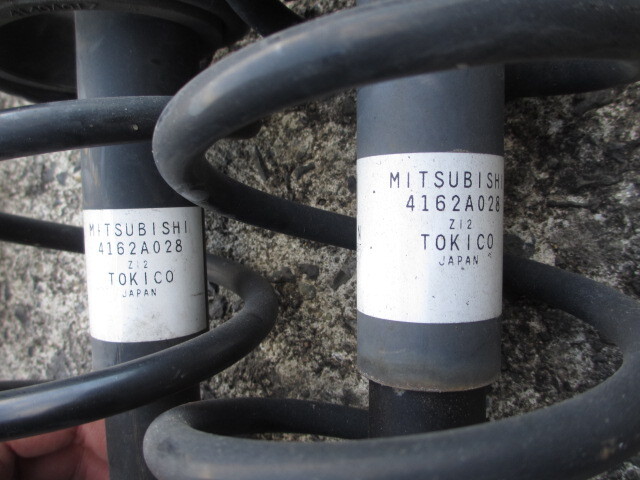 MITSUBISHI
4162A028
Z12
TOKICO
JAPAN
MITSUBISHI
4162A028
Z12
TOKICO
JAPAN